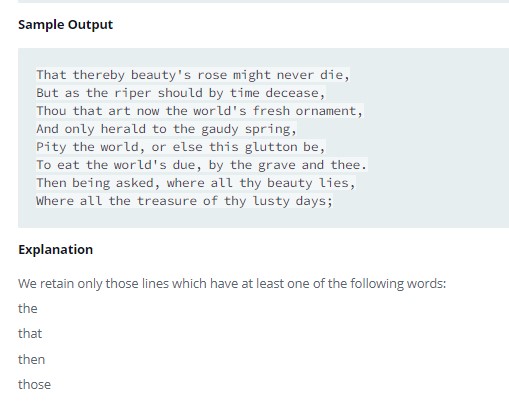 Sample Output
That thereby beauty's rose might never die,
But as the riper should by time decease,
Thou that art now the world's fresh ornament,
And only herald to the gaudy spring,
Pity the world, or else this glutton be,
To eat the world's due, by the grave and thee.
Then being asked, where all thy beauty lies,
Where all the treasure of thy lusty days;
Explanation
We retain only those lines which have at least one of the following words:
the
that
then
those